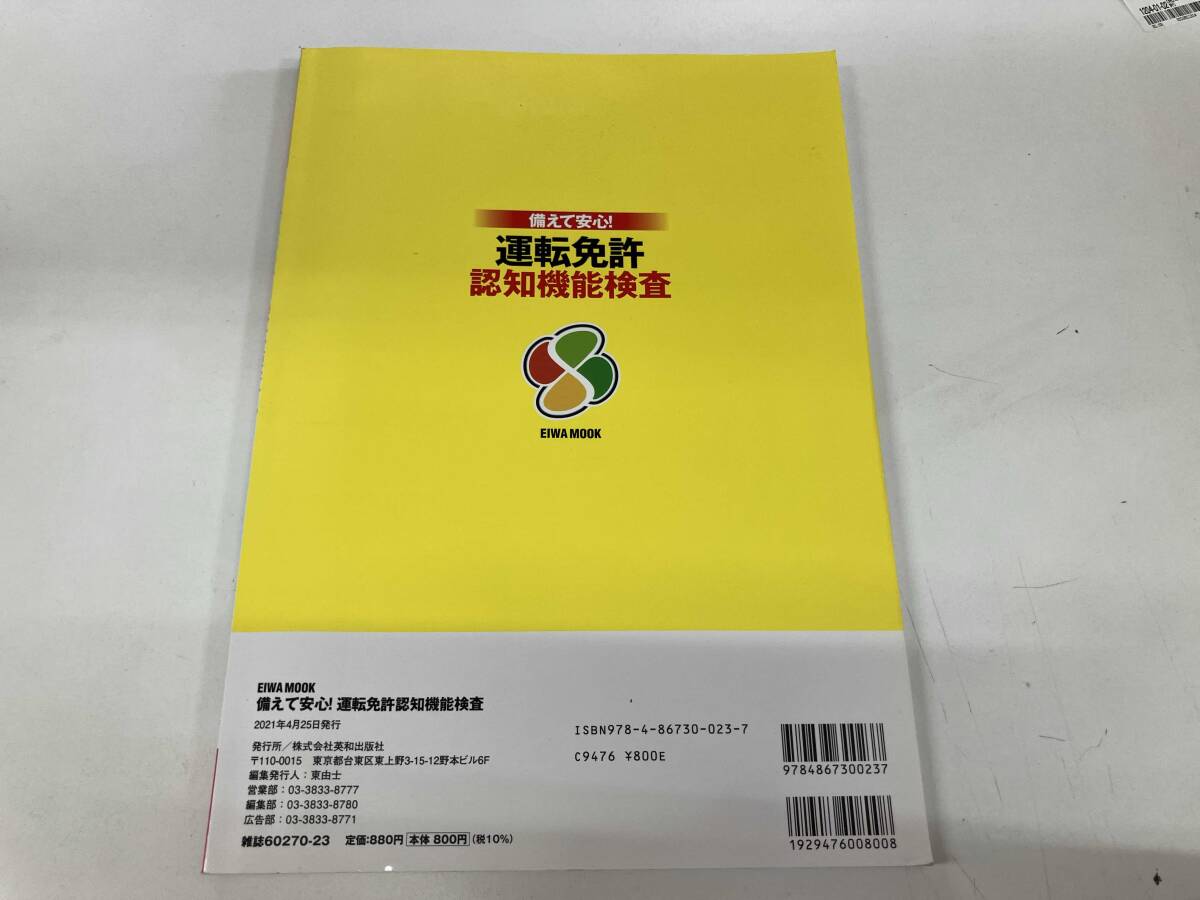 1204-01-02
備えて安心!
運転免許
認知機能検査
EIWA MOOK
EIWA MOOK
備えて安心! 運転免許認知機能検査
2021年4月25日発行
発行所/株式会社英和出版社
〒110-0015 東京都台東区東上野3-15-12野本ビル6F
編集発行人:東由士
営業部:03-3833-8777
編集部:03-3833-8780
広告部:03-3833-8771
雑誌60270-23 定価:880円 本体 800円 (税10%)
ISBN978-4-86730-023-7
C9476 ¥800E
9784867300237
1929476008008